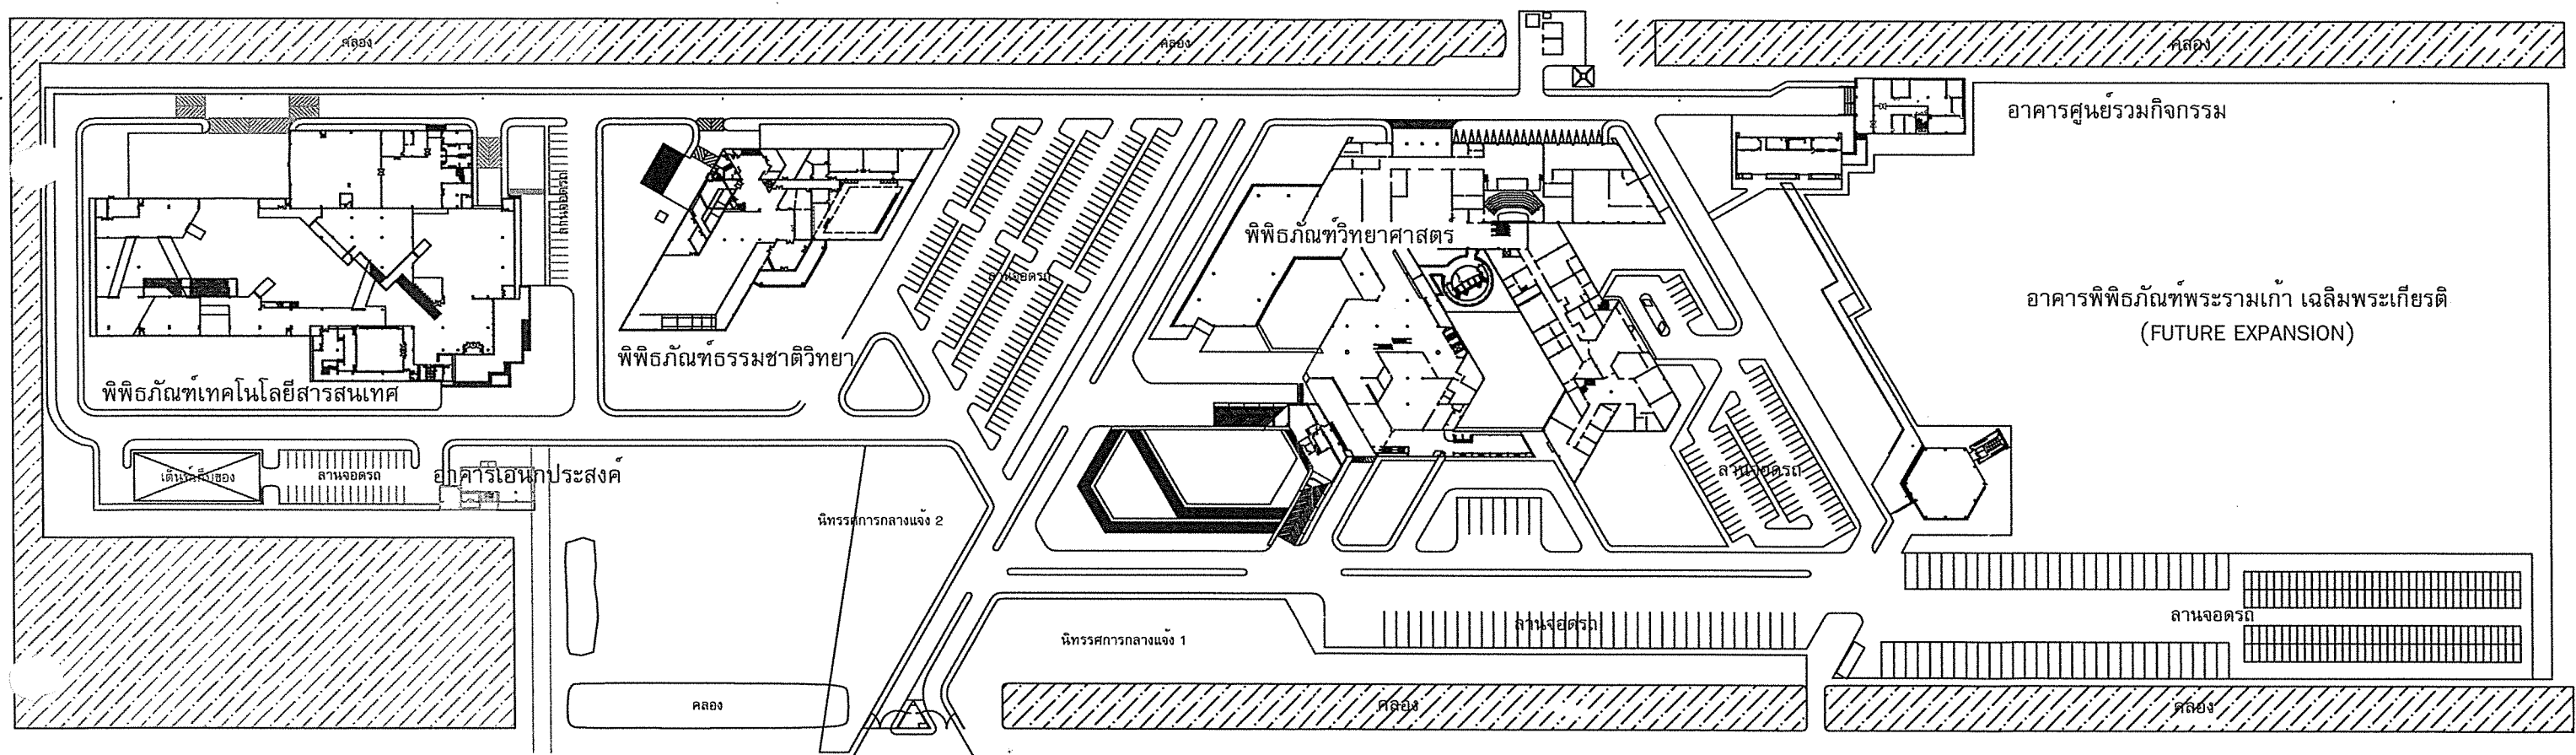 คลอง
คลอง
คลอง
อาคารศูนย์รวมกิจกรรม
ลานจอดรถ
พิพิธภัณฑ์วิทยาศาสตร์
ลานจอดรถ
อาคารพิพิธภัณฑ์พระรามเก้า เฉลิมพระเกียรติ
(FUTURE EXPANSION)
พิพิธภัณฑ์ธรรมชาติวิทยา
พิพิธภัณฑ์เทคโนโลยีสารสนเทศ
ลานจอดรถ
อาคารเอนกประสงค์
ลานจอดรถ
นิทรรศการกลางแจ้ง 2
นิทรรศการกลางแจ้ง 1
ลานจอดรถ
ลานจอดรถ
คลอง
คลอง
คลอง